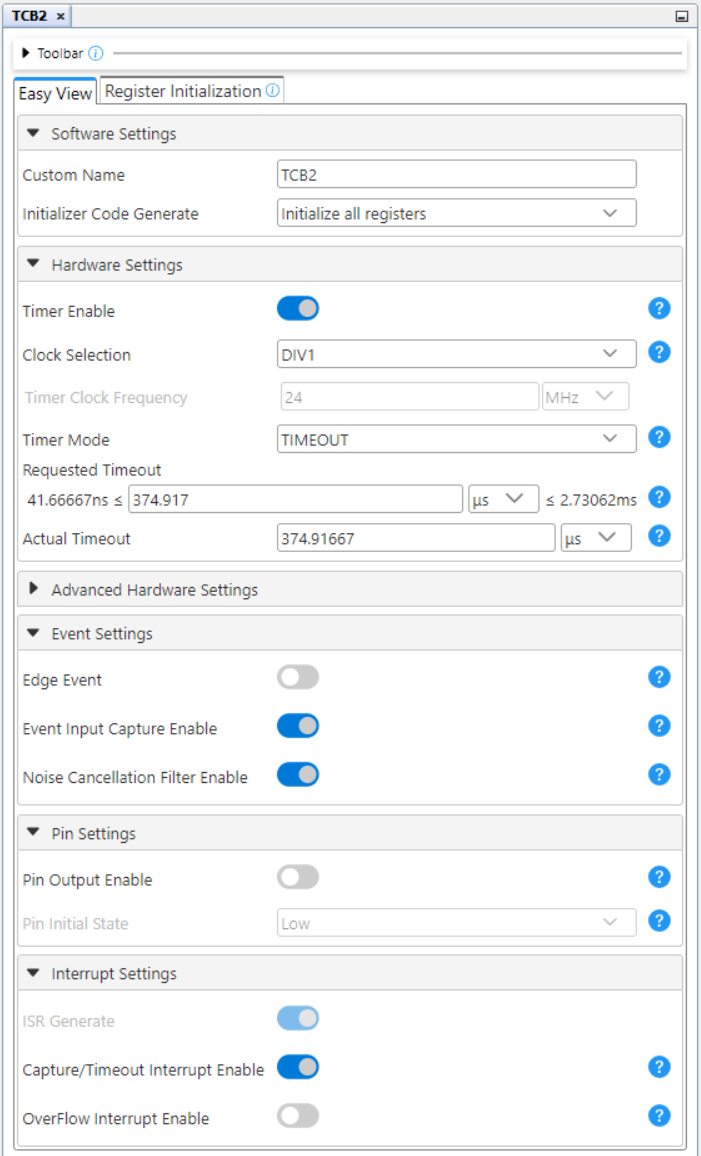 TCB2 ×
Toolbar
Easy View Register Initialization
Software Settings
Custom Name TCB2
Initializer Code Generate Initialize all registers
Hardware Settings
Timer Enable ?
Clock Selection DIV1 ?
Timer Clock Frequency 24 MHz
Timer Mode TIMEOUT ?
Requested Timeout
41.66667ns ≤ 374.917 µs ≤ 2.73062ms ?
Actual Timeout 374.91667 µs ?
Advanced Hardware Settings
Event Settings
Edge Event ?
Event Input Capture Enable ?
Noise Cancellation Filter Enable ?
Pin Settings
Pin Output Enable ?
Pin Initial State Low ?
Interrupt Settings
ISR Generate
Capture/Timeout Interrupt Enable ?
OverFlow Interrupt Enable ?